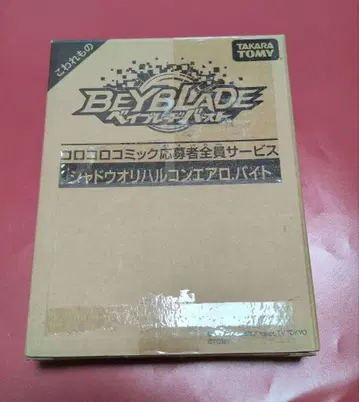 こわれもの
TAKARA
TOMY
BEYBLADE
ベイブレードバースト
コロコロコミック応募者全員サービス
シャドウオリハルコンエアロ.バイト
TV TOKYO